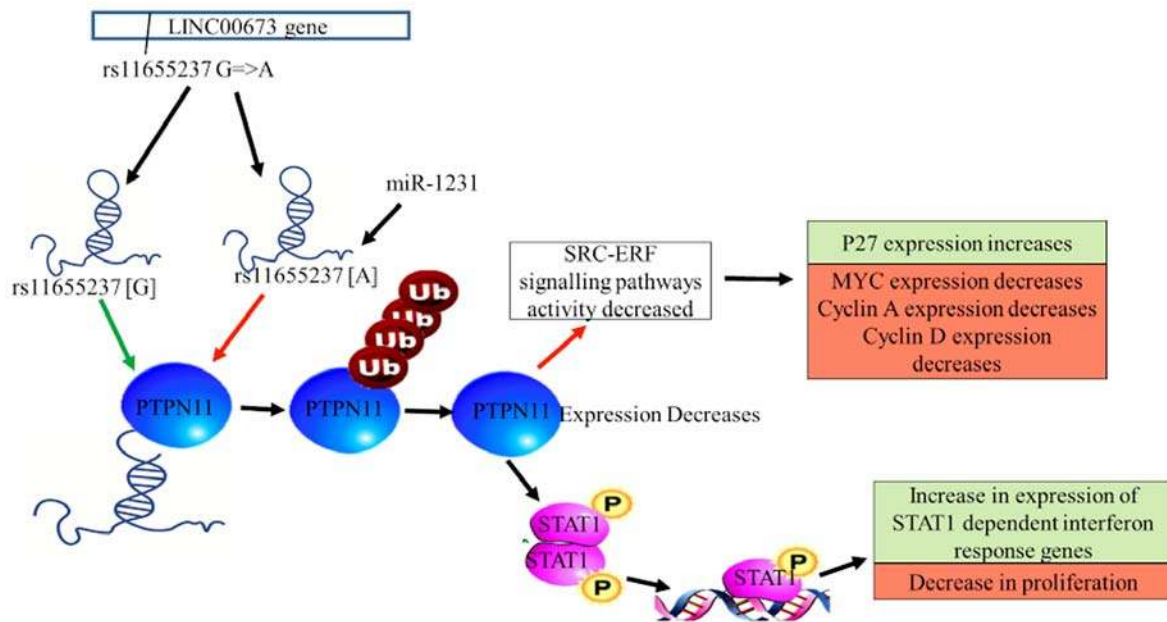 LINC00673 gene
rs11655237 G=>A
miR-1231
rs11655237 [G]
rs11655237 [A]
Ub
Ub
Ub
Ub
PTPN11
PTPN11
PTPN11 Expression Decreases
SRC-ERF
signalling pathways
activity decreased
P27 expression increases
MYC expression decreases
Cyclin A expression decreases
Cyclin D expression
decreases
P
STAT1
STAT1
P
P
STAT1
Increase in expression of
STAT1 dependent interferon
response genes
Decrease in proliferation